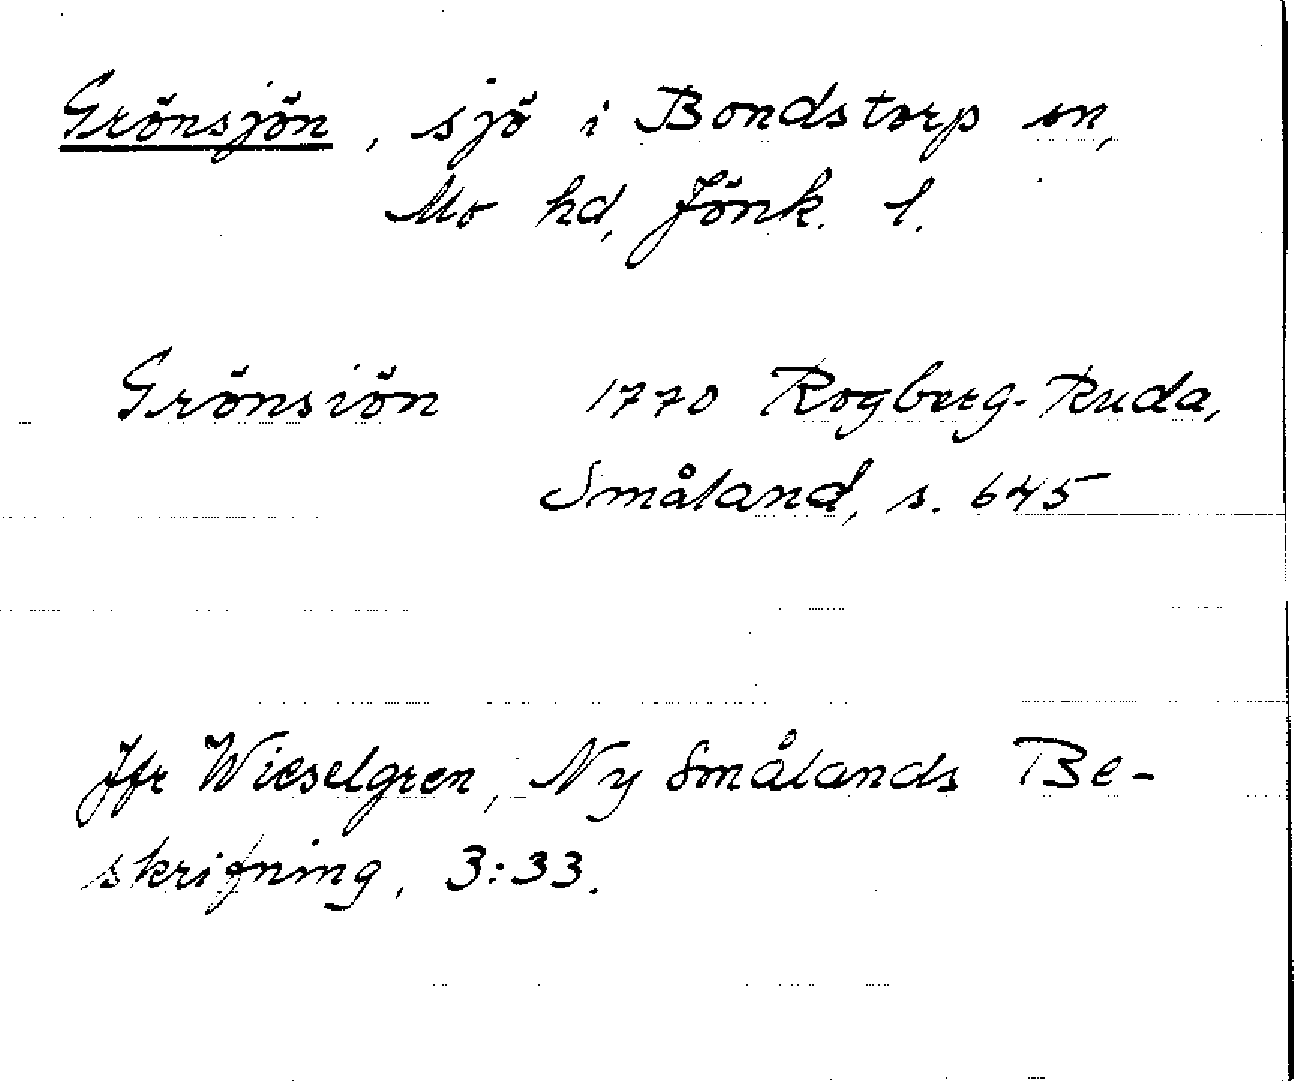 Grönsjön, sjö i Bondstorp sn,
Mo hd, Jönk. l.
Grönsiön 1770 Rogberg-Ruda,
Småland, s. 645
Jfr Wieselgren, Ny Smålands Be-
skrifning, 3:33.